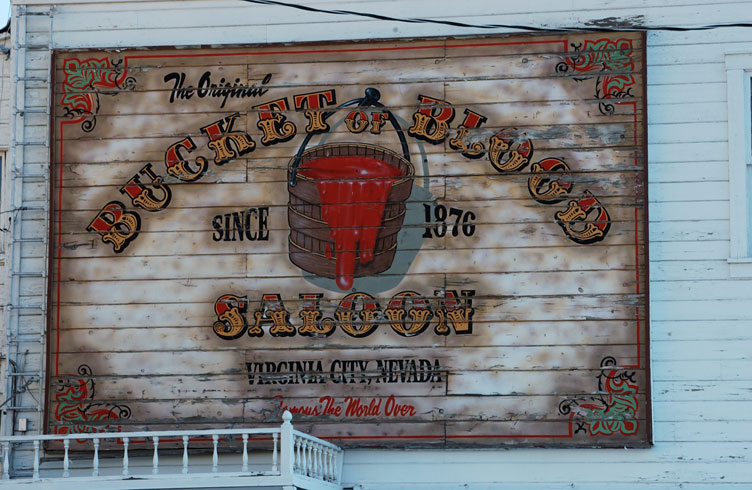 The Original
BUCKET OF BLOOD
SINCE 1876
SALOON
VIRGINIA CITY, NEVADA
Famous The World Over